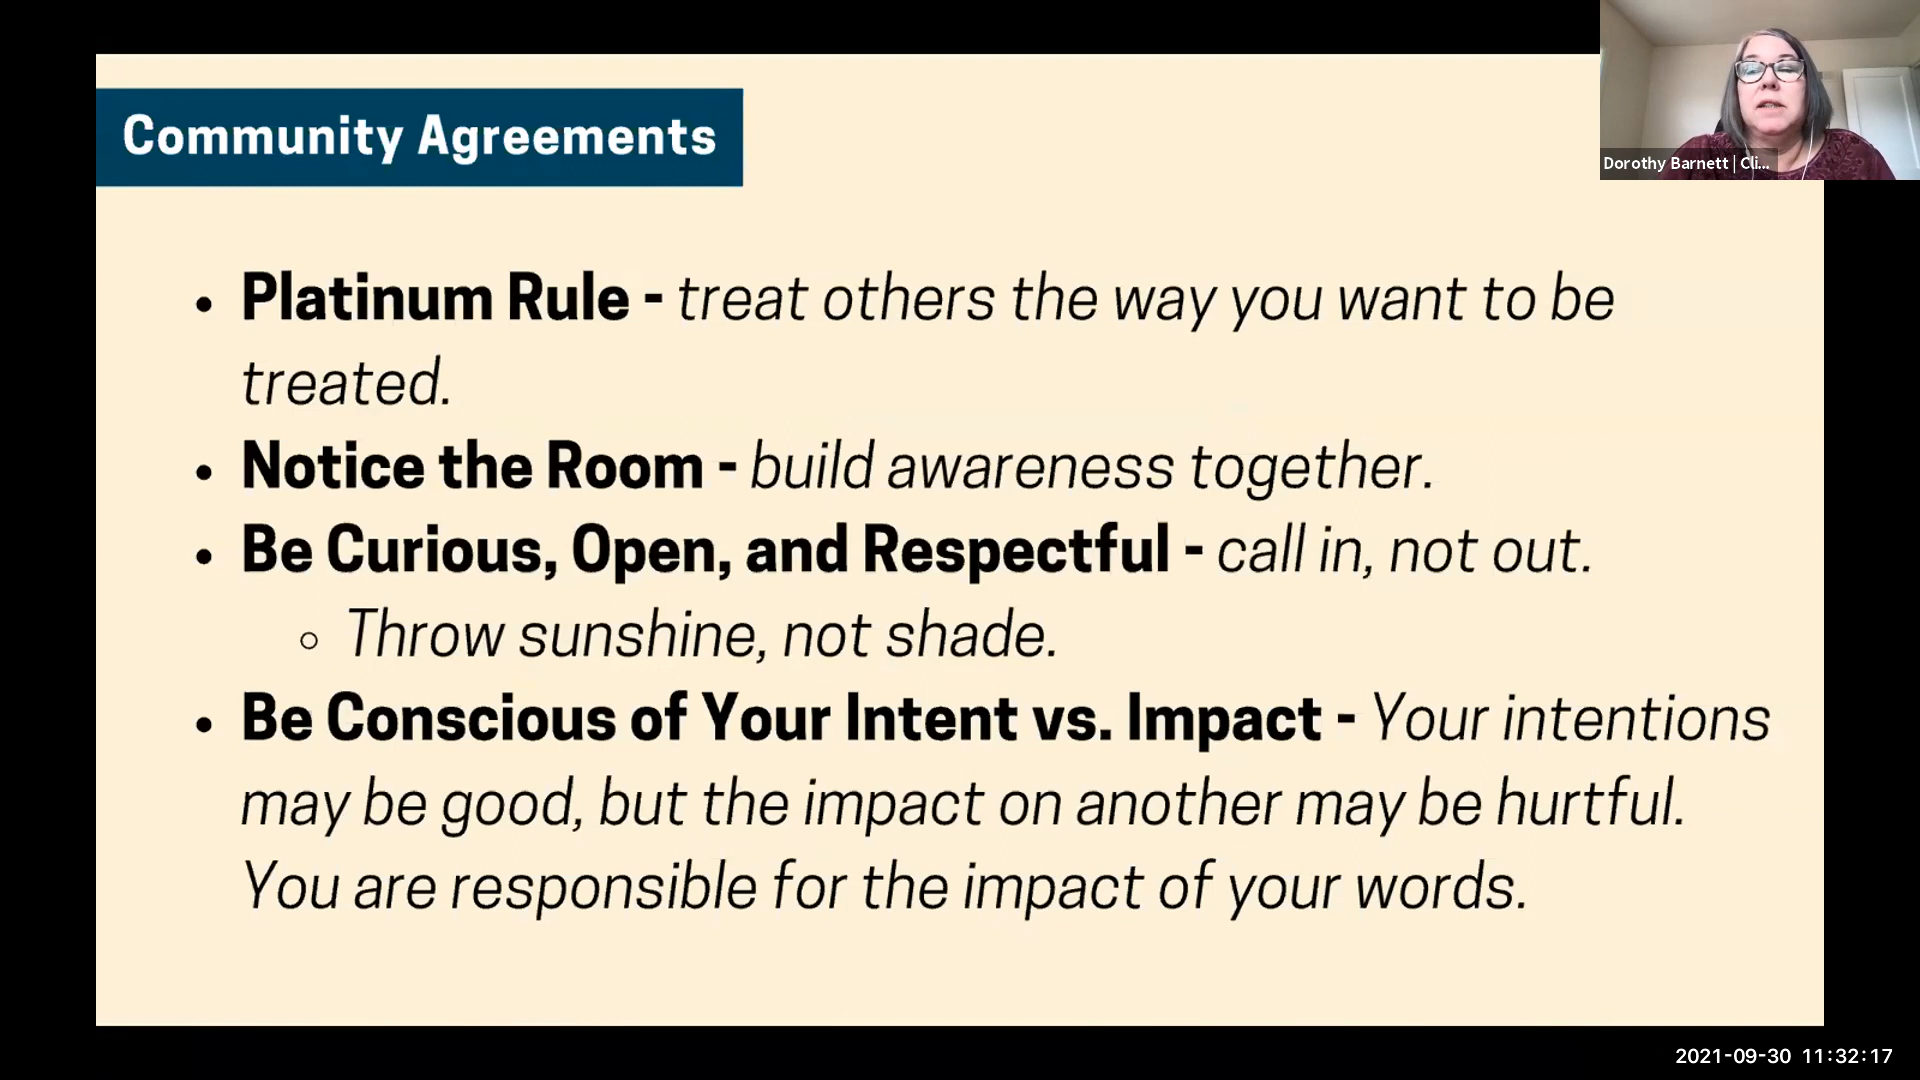 Community Agreements
Dorothy Barnett | Cli...
• Platinum Rule - treat others the way you want to be
treated.
• Notice the Room - build awareness together.
• Be Curious, Open, and Respectful - call in, not out.
○ Throw sunshine, not shade.
• Be Conscious of Your Intent vs. Impact - Your intentions
may be good, but the impact on another may be hurtful.
You are responsible for the impact of your words.
2021-09-30 11:32:17